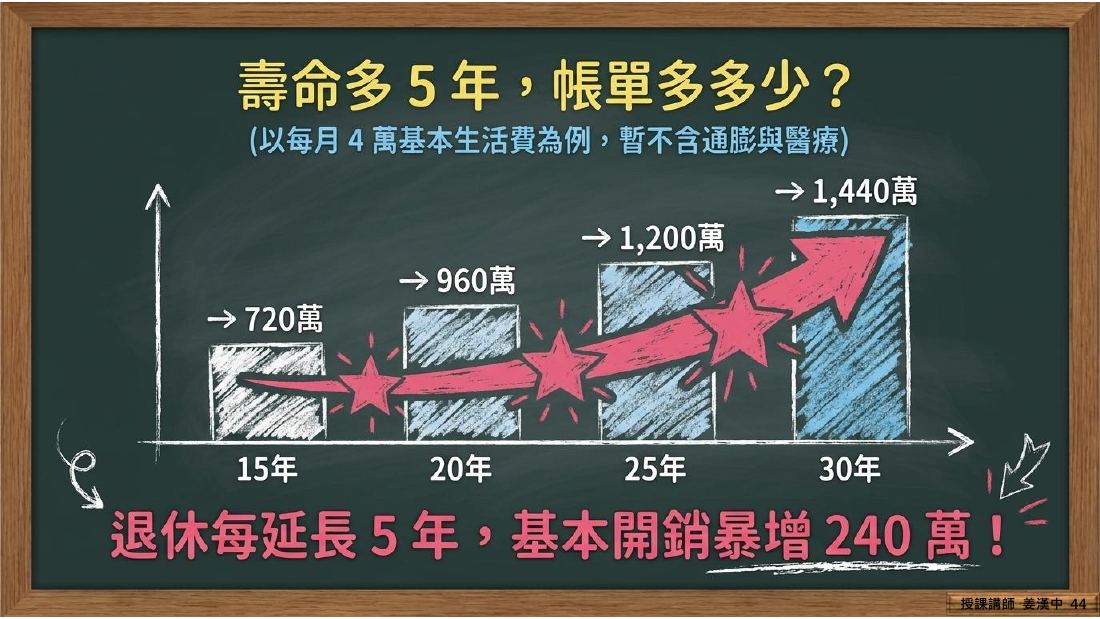 壽命多 5 年，帳單多多少？
(以每月 4 萬基本生活費為例，暫不含通膨與醫療)
→ 1,440萬
→ 1,200萬
→ 960萬
→ 720萬
15年
20年
25年
30年
退休每延長 5 年，基本開銷暴增 240 萬！
授課講師 姜漢中 44